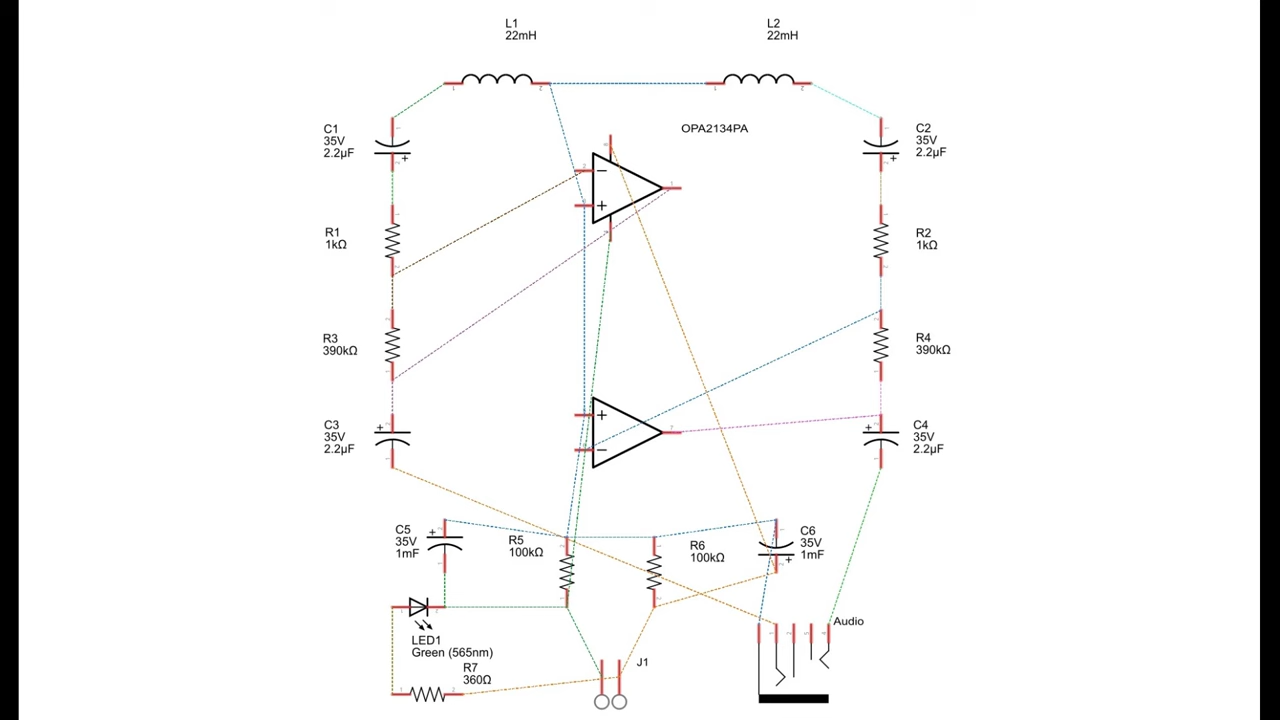 L1
22mH
L2
22mH
C1
35V
2.2µF
OPA2134PA
C2
35V
2.2µF
R1
1kΩ
R2
1kΩ
R3
390kΩ
R4
390kΩ
C3
35V
2.2µF
C4
35V
2.2µF
C5
35V
1mF
R5
100kΩ
R6
100kΩ
C6
35V
1mF
Audio
LED1
Green (565nm)
R7
360Ω
J1